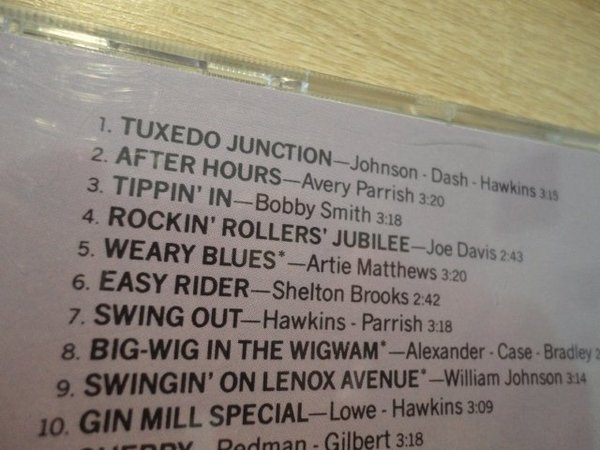 1. TUXEDO JUNCTION—Johnson - Dash - Hawkins 3:15
2. AFTER HOURS—Avery Parrish 3:20
3. TIPPIN' IN—Bobby Smith 3:18
4. ROCKIN' ROLLERS' JUBILEE—Joe Davis 2:43
5. WEARY BLUES*—Artie Matthews 3:20
6. EASY RIDER—Shelton Brooks 2:42
7. SWING OUT—Hawkins - Parrish 3:18
8. BIG-WIG IN THE WIGWAM*—Alexander - Case - Bradley 2
9. SWINGIN' ON LENOX AVENUE*—William Johnson 3:14
10. GIN MILL SPECIAL—Lowe - Hawkins 3:09
CHERRY—Redman - Gilbert 3:18